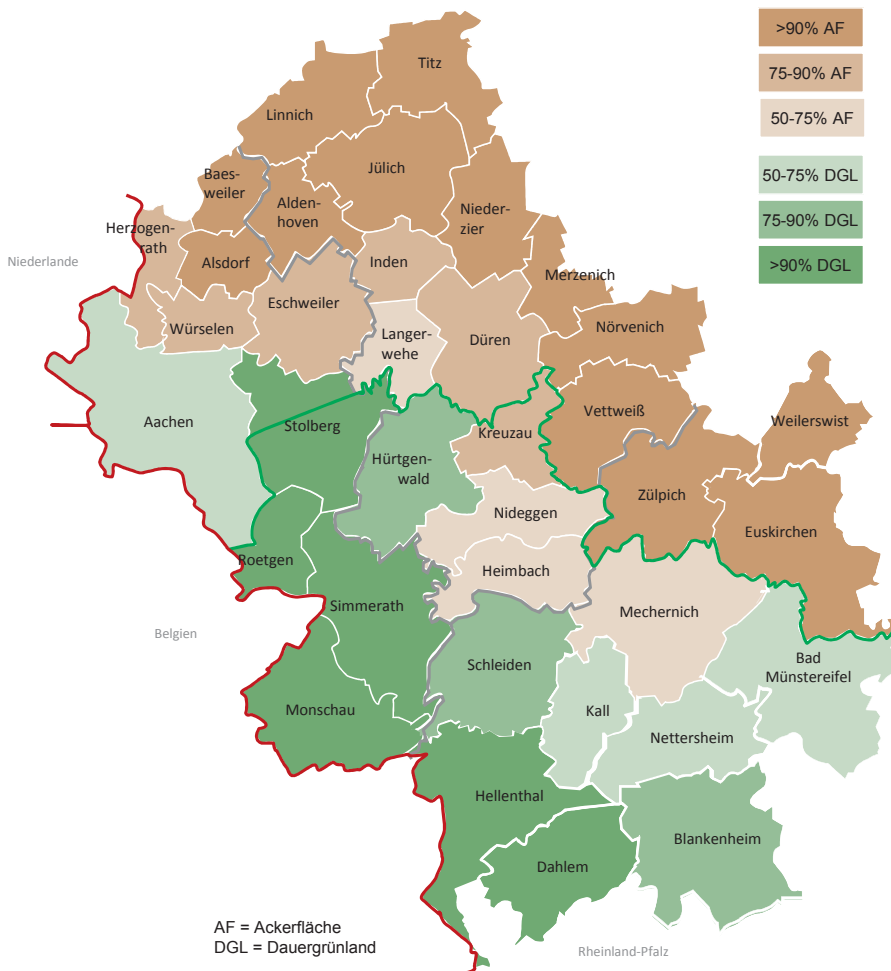 >90% AF
75-90% AF
50-75% AF
50-75% DGL
75-90% DGL
>90% DGL
Titz
Linnich
Jülich
Baes-
weiler
Alden-
hoven
Nieder-
zier
Herzogen-
rath
Alsdorf
Inden
Merzenich
Niederlande
Eschweiler
Würselen
Langer-
wehe
Düren
Nörvenich
Vettweiß
Weilerswist
Aachen
Stolberg
Kreuzau
Hürtgen-
wald
Zülpich
Nideggen
Euskirchen
Roetgen
Heimbach
Simmerath
Mechernich
Belgien
Schleiden
Bad
Münstereifel
Monschau
Kall
Nettersheim
Hellenthal
Blankenheim
Dahlem
AF = Ackerfläche
DGL = Dauergrünland
Rheinland-Pfalz